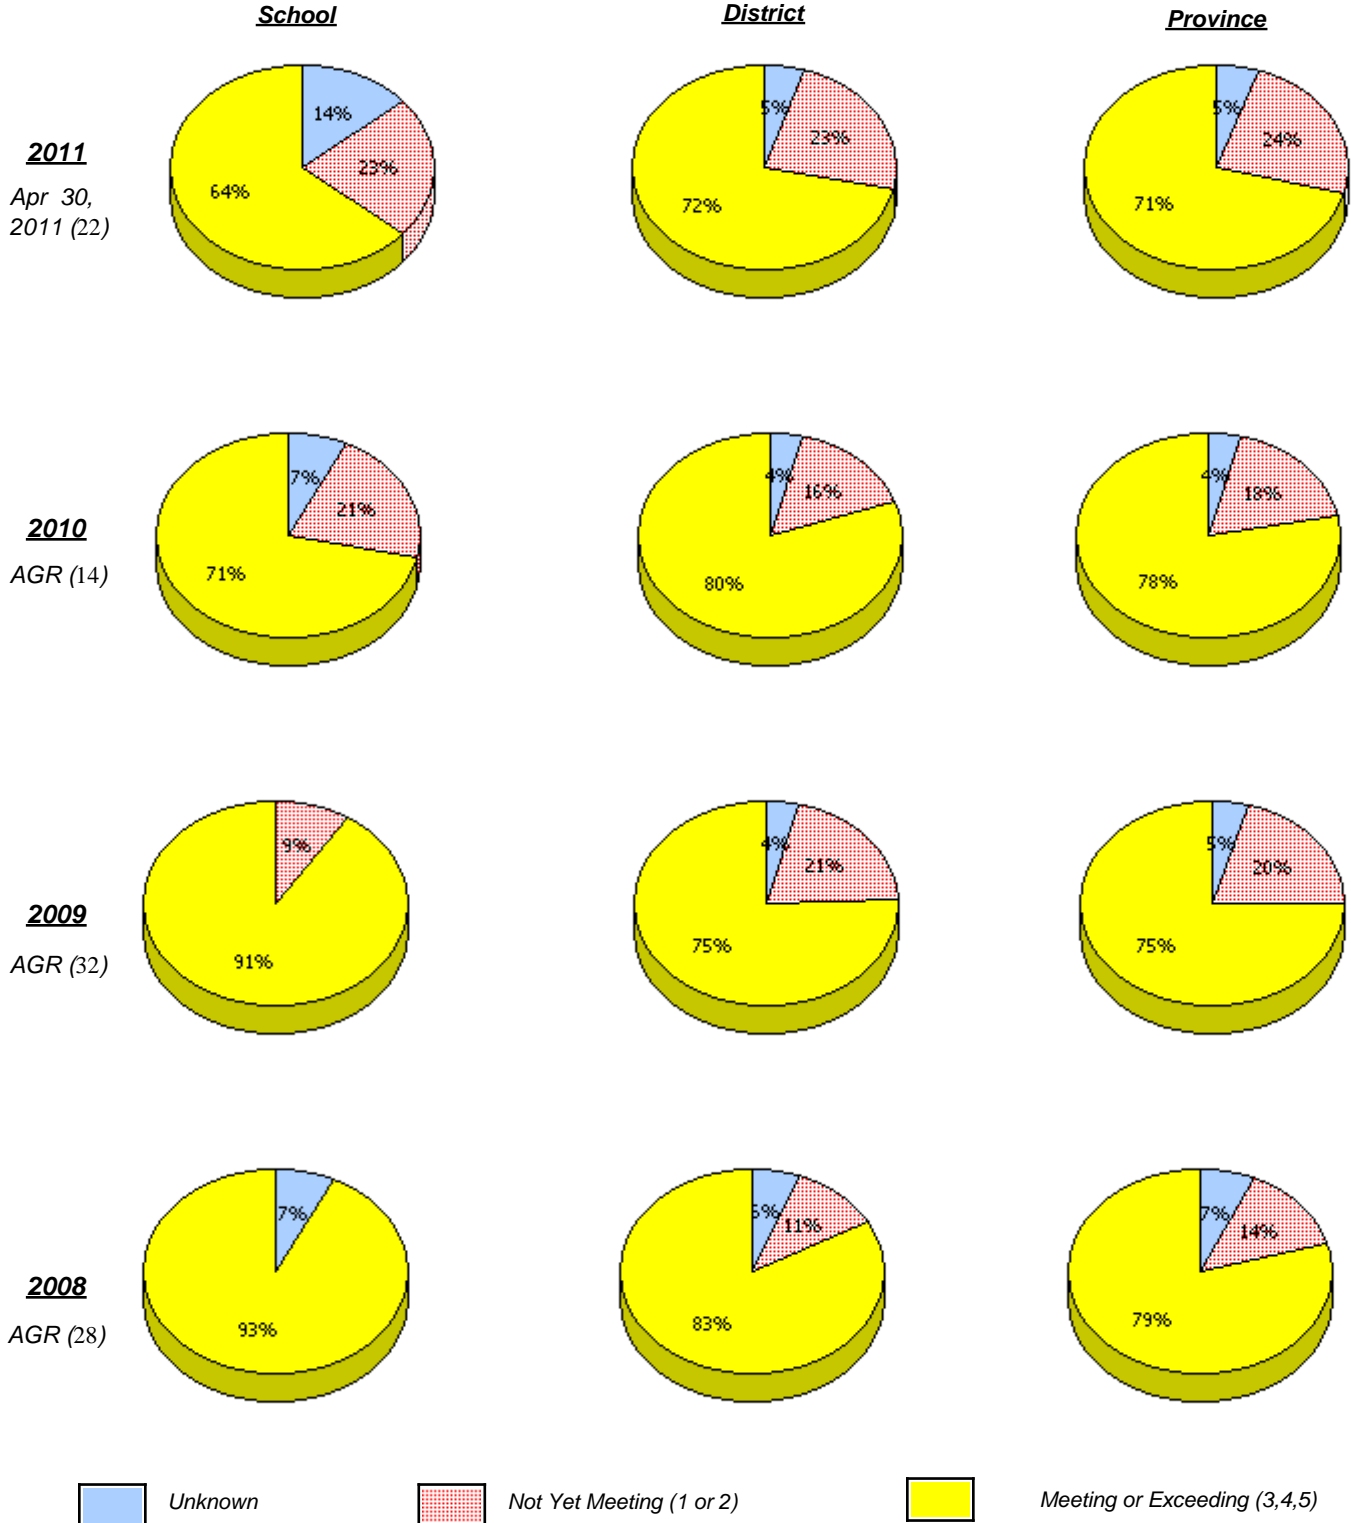 School District Province
14% 5% 5%
23% 23% 24%
2011
64% 72% 71%
Apr 30,
2011 (22)
7% 4% 4%
21% 16% 18%
2010
AGR (14)
71% 80% 78%
9% 4% 5%
21% 20%
2009
91% 75% 75%
AGR (32)
7% 7%
11% 14%
2008
93% 83% 79%
AGR (28)
Unknown Not Yet Meeting (1 or 2) Meeting or Exceeding (3,4,5)